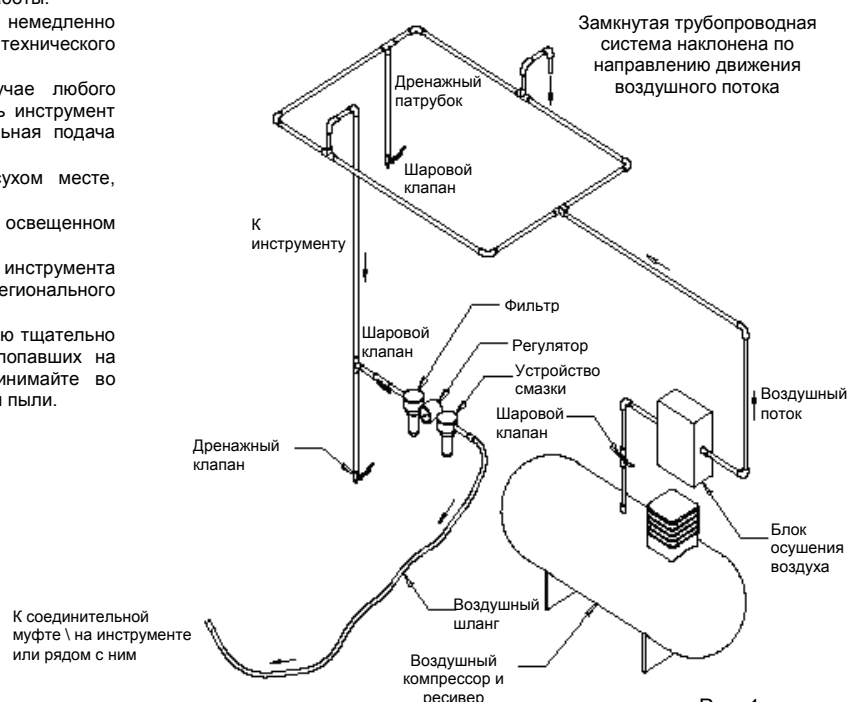 немедленно
технического
учае любого
инструмент
подача
сухом месте,
освещенном
инструмента
ю тщательно
попавших на
во
пыли.
Замкнутая трубопроводная
система наклонена по
направлению движения
воздушного потока
Дренажный
патрубок
Шаровой
клапан
К
инструменту
Фильтр
Шаровой
клапан
Регулятор
Устройство
смазки
Шаровой
клапан
Воздушный
поток
Дренажный
клапан
Блок
осушения
воздуха
Воздушный
шланг
К соединительной
муфте \ на инструменте
или рядом с ним
Воздушный
компрессор и
ресивер